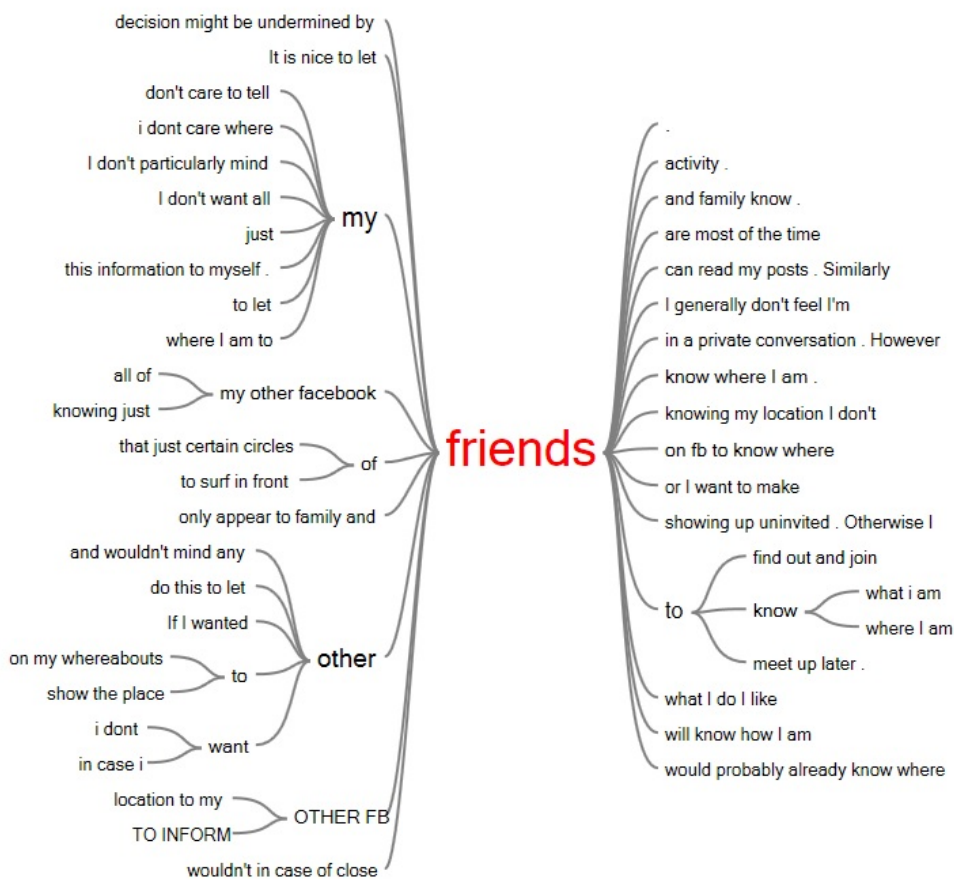 decision might be undermined by
It is nice to let
don't care to tell
i dont care where
I don't particularly mind
I don't want all
just
this information to myself .
to let
where I am to
my
all of
knowing just
my other facebook
that just certain circles
to surf in front
of
only appear to family and
and wouldn't mind any
do this to let
If I wanted
on my whereabouts
show the place
to
i dont
in case i
want
other
location to my
TO INFORM
OTHER FB
wouldn't in case of close
friends
.
activity .
and family know .
are most of the time
can read my posts . Similarly
I generally don't feel I'm
in a private conversation . However
know where I am .
knowing my location I don't
on fb to know where
or I want to make
showing up uninvited . Otherwise I
to
find out and join
know
what i am
where I am
meet up later .
what I do I like
will know how I am
would probably already know where